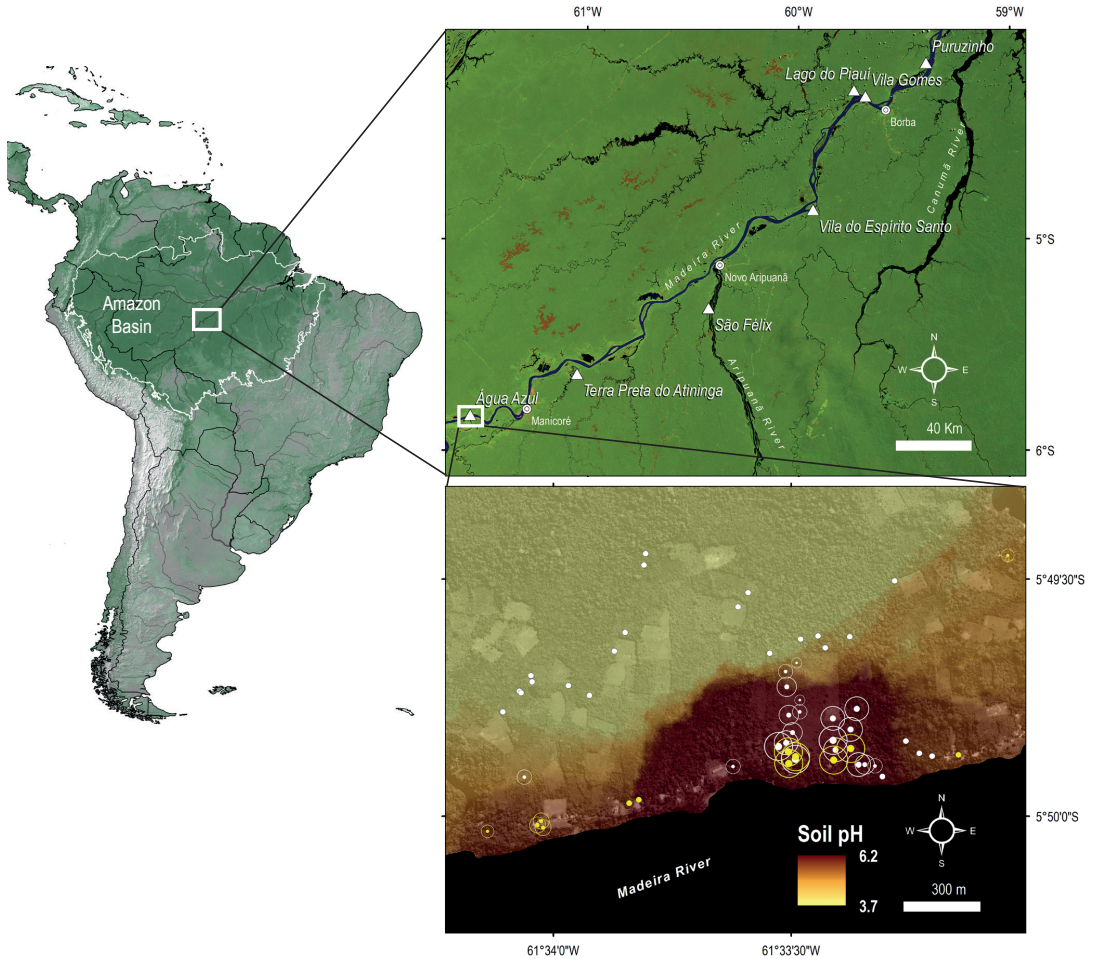 61°W
60°W
59°W
Puruzinho
Lago do Piauí
Vila Gomes
Borba
Canumã River
5°S
Vila do Espírito Santo
Madeira River
Novo Aripuanã
São Félix
Amazon
Basin
N
W
E
S
Aripuanã River
Terra Preta do Atininga
Água Azul
Manicoré
40 Km
6°S
5°49'30"S
5°50'0"S
N
W
E
S
Soil pH
6.2
3.7
300 m
Madeira River
61°34'0"W
61°33'30"W